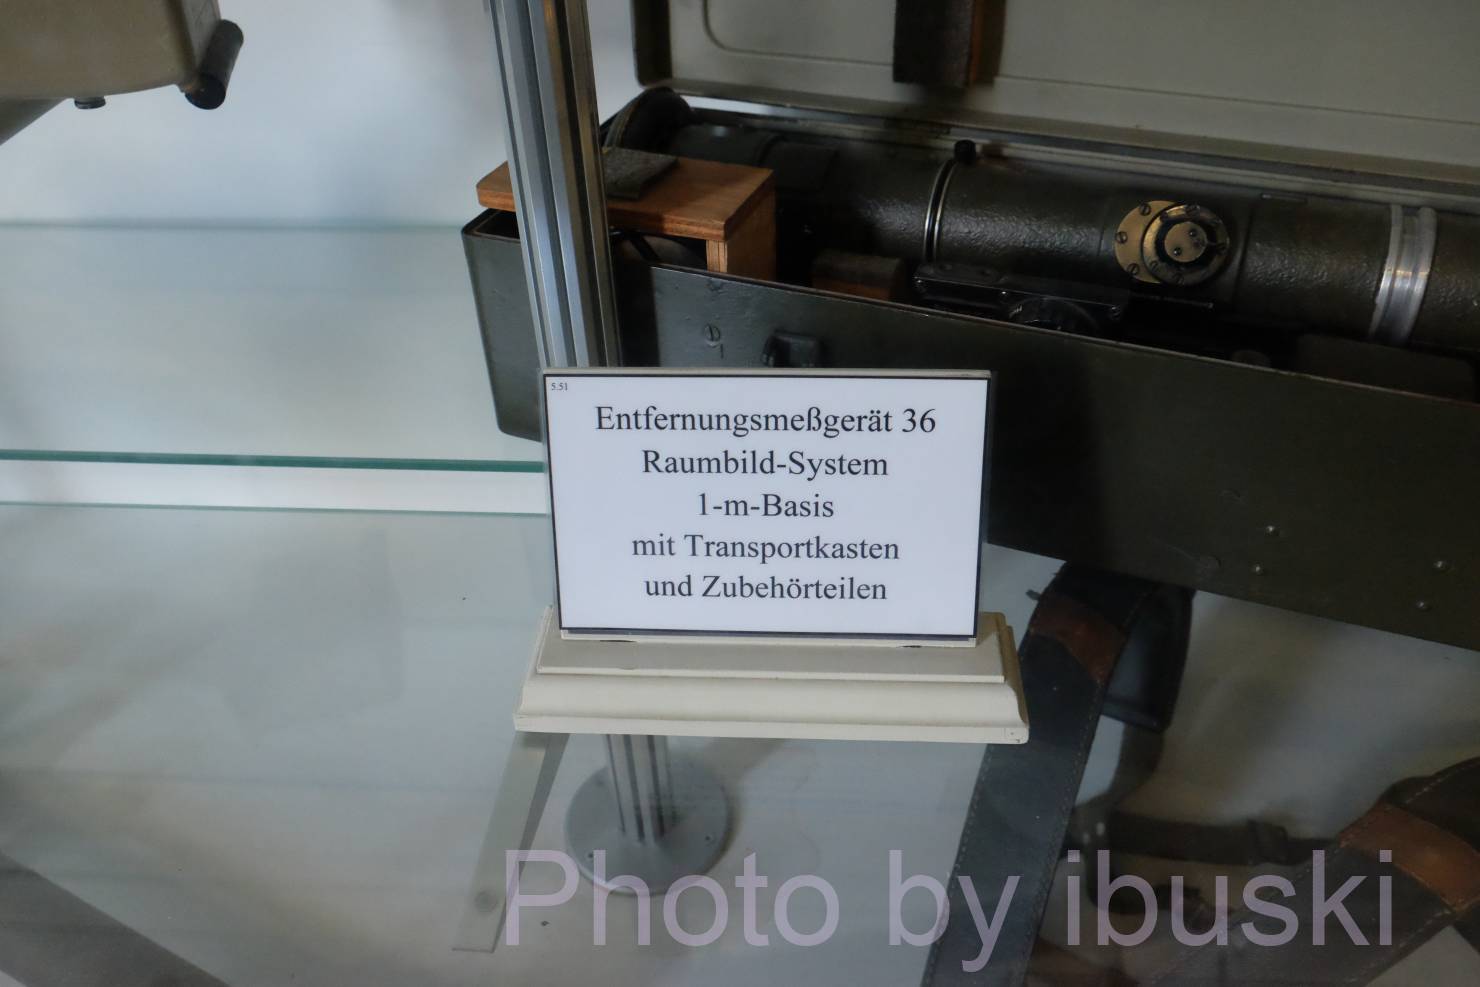 5.51
Entfernungsmeßgerät 36
Raumbild-System
1-m-Basis
mit Transportkasten
und Zubehörteilen
Photo by ibuski